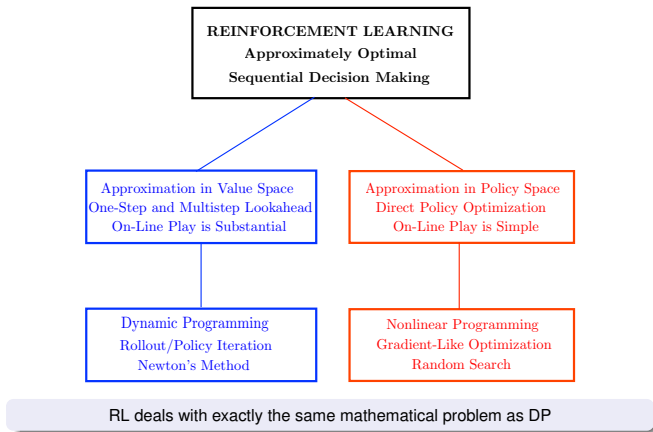 REINFORCEMENT LEARNING
Approximately Optimal
Sequential Decision Making
Approximation in Value Space
One-Step and Multistep Lookahead
On-Line Play is Substantial
Approximation in Policy Space
Direct Policy Optimization
On-Line Play is Simple
Dynamic Programming
Rollout/Policy Iteration
Newton's Method
Nonlinear Programming
Gradient-Like Optimization
Random Search
RL deals with exactly the same mathematical problem as DP